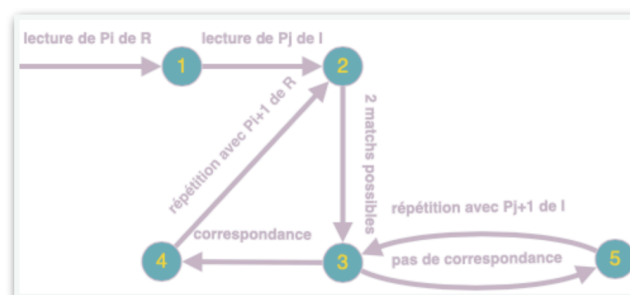 lecture de Pi de R
lecture de Pj de I
1
2
répétition avec Pi+1 de R
2 matchs possibles
répétition avec Pj+1 de I
correspondance
pas de correspondance
4
3
5